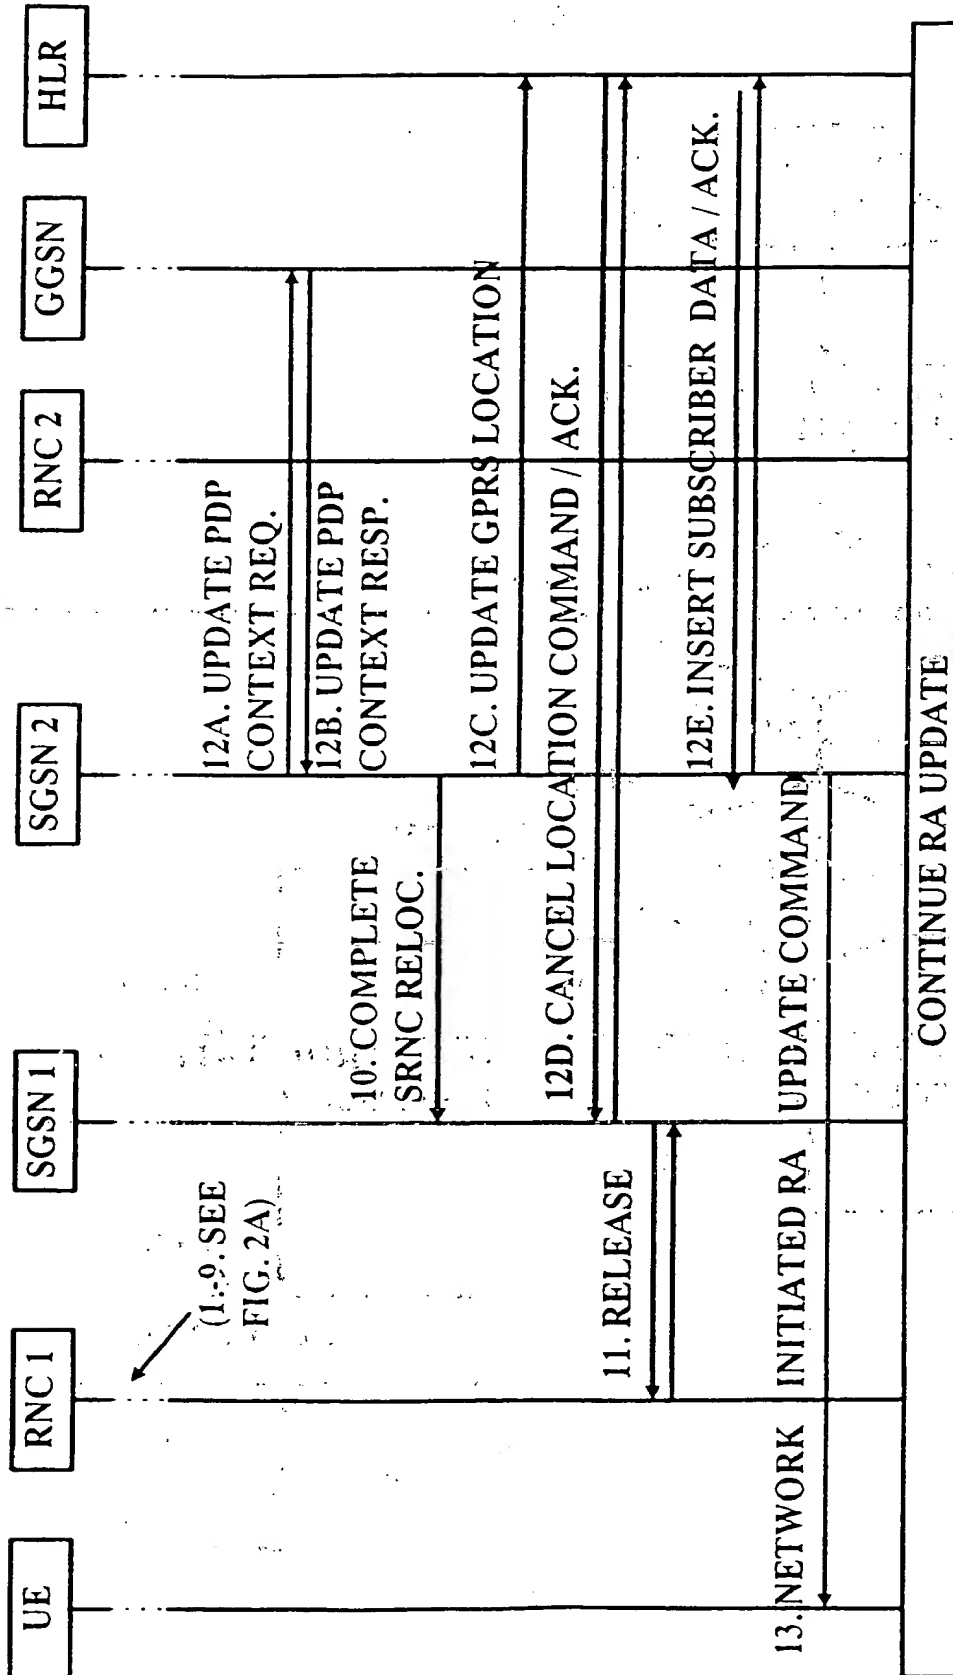 UE
RNC 1
SGSN 1
SGSN 2
RNC 2
GGSN
HLR
(1.-9. SEE
FIG. 2A)
12A. UPDATE PDP
CONTEXT REQ.
12B. UPDATE PDP
CONTEXT RESP.
10. COMPLETE
SRNC RELOC.
12C. UPDATE GPRS LOCATION
12D. CANCEL LOCATION COMMAND / ACK.
11. RELEASE
12E. INSERT SUBSCRIBER DATA / ACK.
13. NETWORK INITIATED RA UPDATE COMMAND
CONTINUE RA UPDATE